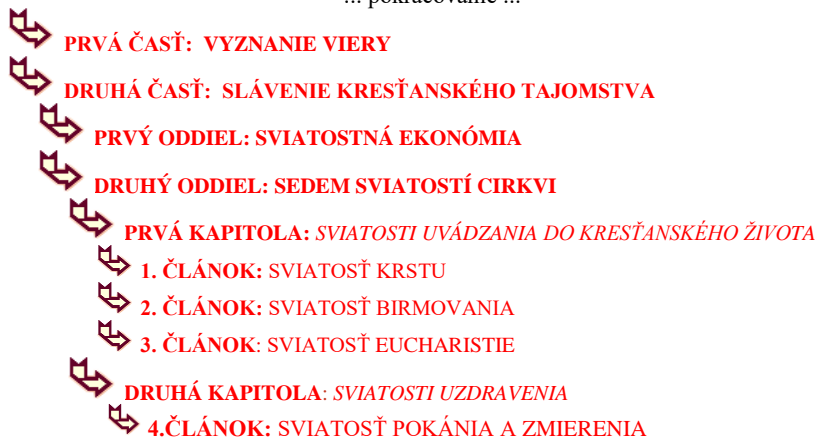 ... pokračovanie ...
PRVÁ ČASŤ: VYZNANIE VIERY
DRUHÁ ČASŤ: SLÁVENIE KRESŤANSKÉHO TAJOMSTVA
PRVÝ ODDIEL: SVIATOSTNÁ EKONÓMIA
DRUHÝ ODDIEL: SEDEM SVIATOSTÍ CIRKVI
PRVÁ KAPITOLA: SVIATOSTI UVÁDZANIA DO KRESŤANSKÉHO ŽIVOTA
1. ČLÁNOK: SVIATOSŤ KRSTU
2. ČLÁNOK: SVIATOSŤ BIRMOVANIA
3. ČLÁNOK: SVIATOSŤ EUCHARISTIE
DRUHÁ KAPITOLA: SVIATOSTI UZDRAVENIA
4.ČLÁNOK: SVIATOSŤ POKÁNIA A ZMIERENIA